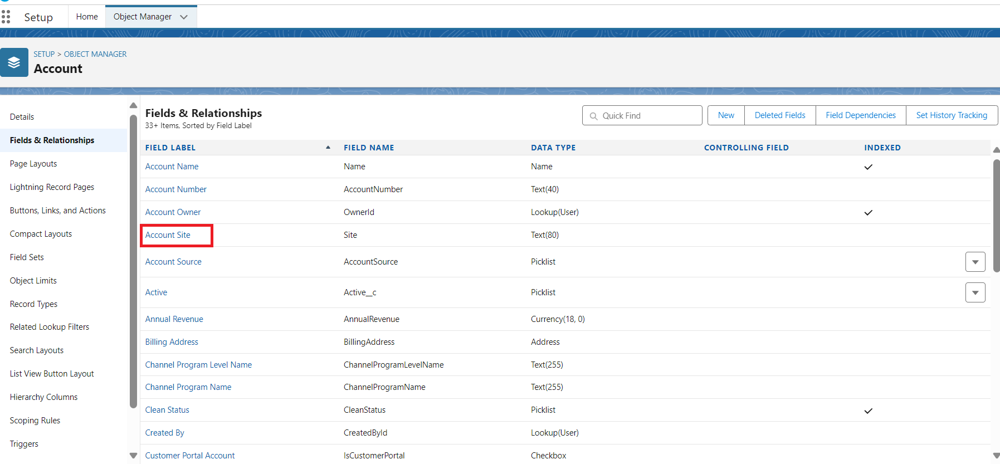 Setup
Home
Object Manager
SETUP > OBJECT MANAGER
Account
Details
Fields & Relationships
Page Layouts
Lightning Record Pages
Buttons, Links, and Actions
Compact Layouts
Field Sets
Object Limits
Record Types
Related Lookup Filters
Search Layouts
List View Button Layout
Hierarchy Columns
Scoping Rules
Triggers
Fields & Relationships
33+ Items, Sorted by Field Label
Quick Find
New
Deleted Fields
Field Dependencies
Set History Tracking
FIELD LABEL FIELD NAME DATA TYPE CONTROLLING FIELD INDEXED
Account Name Name Name
Account Number AccountNumber Text(40)
Account Owner OwnerId Lookup(User)
Account Site Site Text(80)
Account Source AccountSource Picklist
Active Active__c Picklist
Annual Revenue AnnualRevenue Currency(18, 0)
Billing Address BillingAddress Address
Channel Program Level Name ChannelProgramLevelName Text(255)
Channel Program Name ChannelProgramName Text(255)
Clean Status CleanStatus Picklist
Created By CreatedById Lookup(User)
Customer Portal Account IsCustomerPortal Checkbox